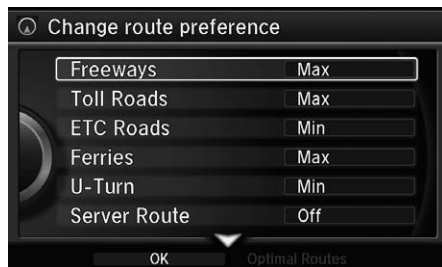 Change route preference
Freeways Max
Toll Roads Max
ETC Roads Min
Ferries Max
U-Turn Min
Server Route Off
OK Optimal Routes